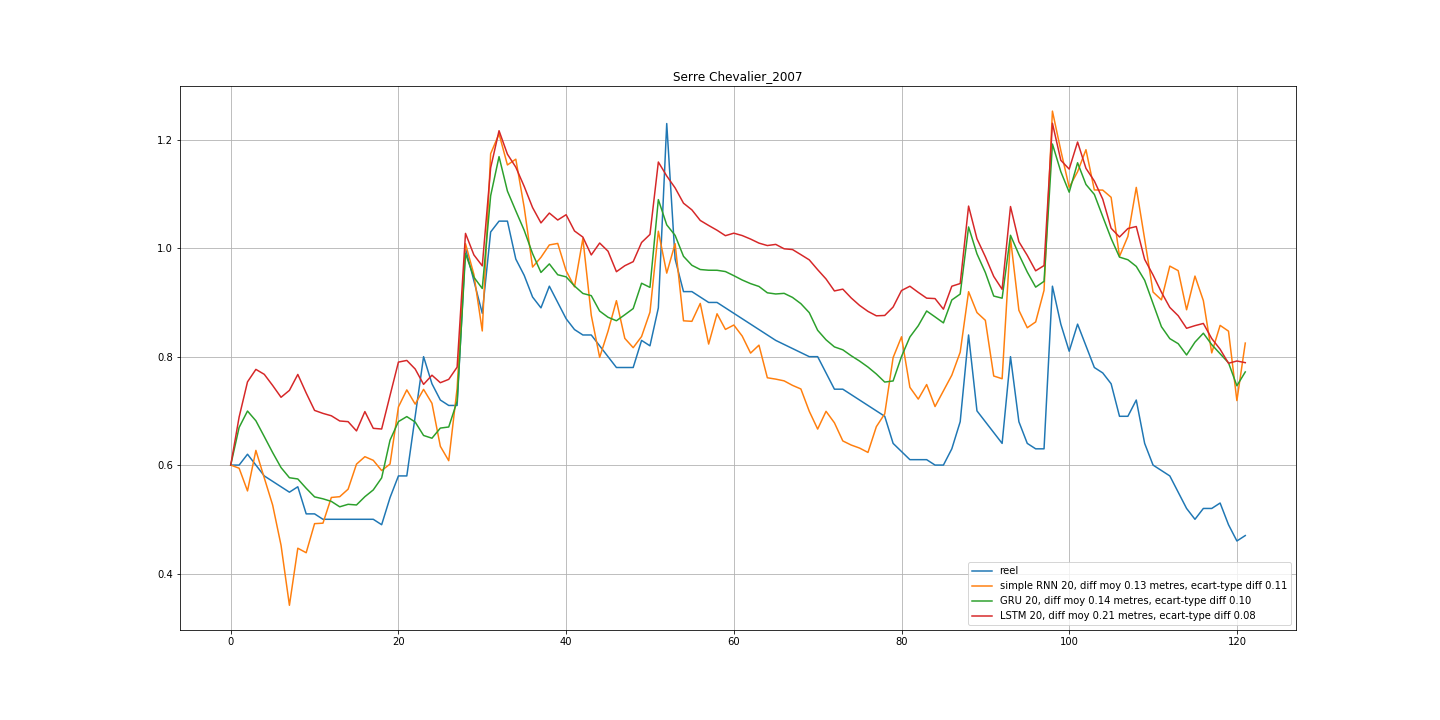 Serre Chevalier_2007
1.2
1.0
0.8
0.6
0.4
reel
simple RNN 20, diff moy 0.13 metres, ecart-type diff 0.11
GRU 20, diff moy 0.14 metres, ecart-type diff 0.10
LSTM 20, diff moy 0.21 metres, ecart-type diff 0.08
0 20 40 60 80 100 120